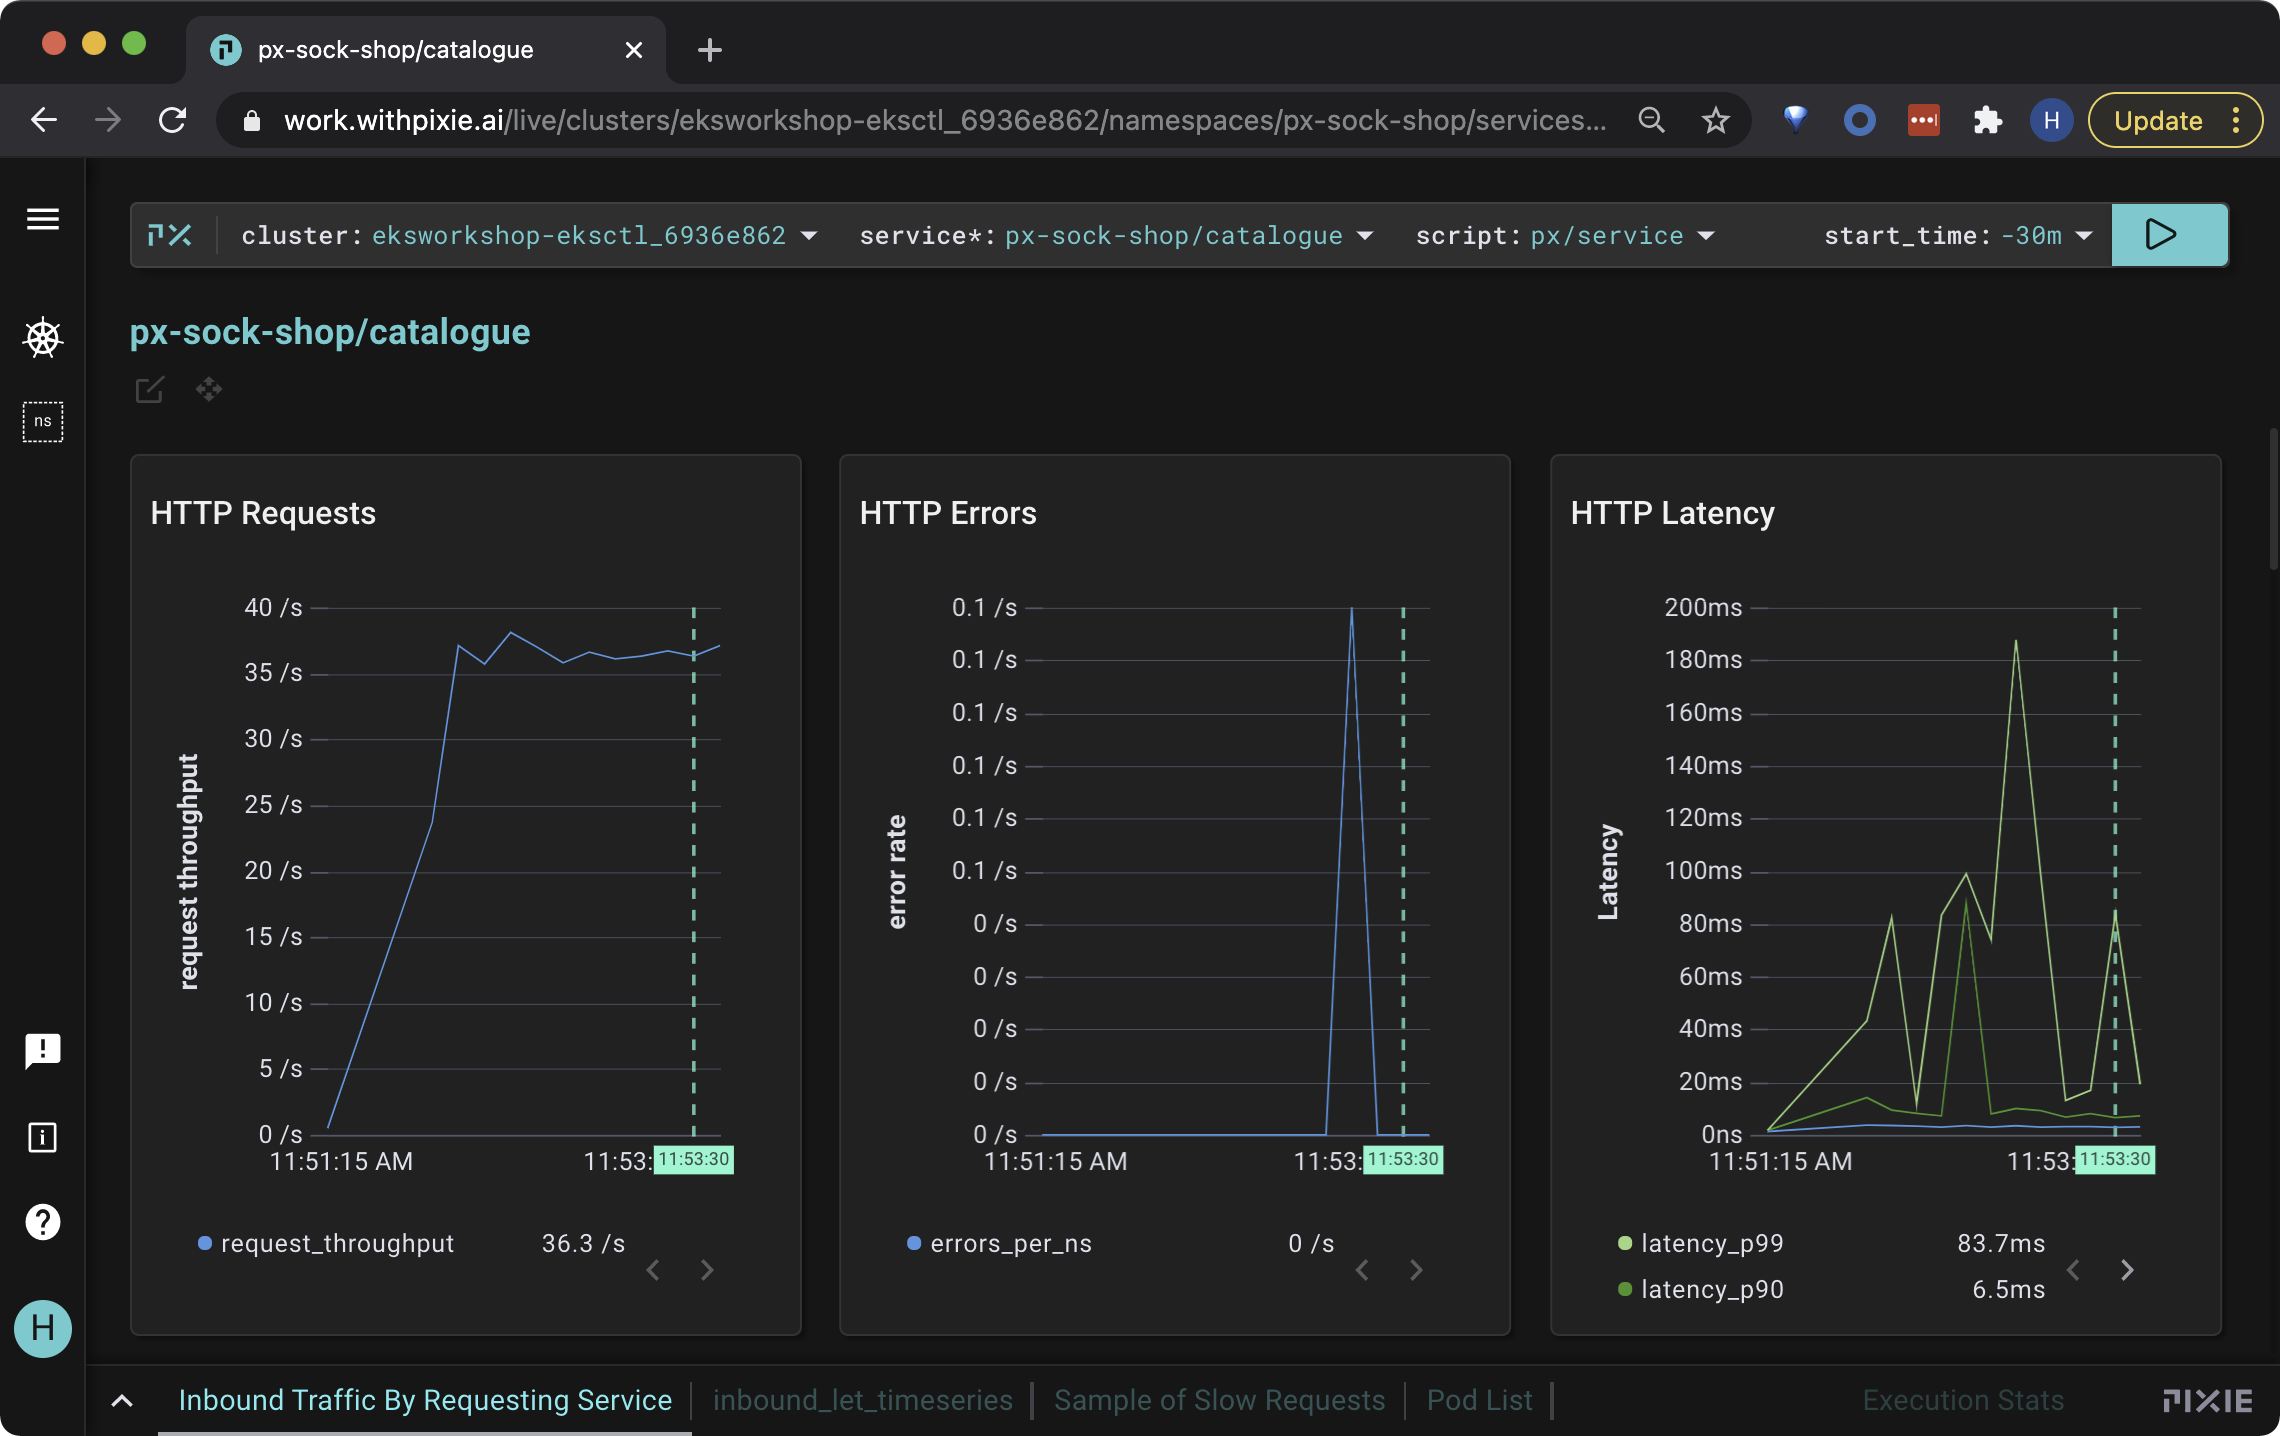 px-sock-shop/catalogue
work.withpixie.ai/live/clusters/eksworkshop-eksctl_6936e862/namespaces/px-sock-shop/services...
H
Update
cluster: eksworkshop-eksctl_6936e862
service*: px-sock-shop/catalogue
script: px/service
start_time: -30m
px-sock-shop/catalogue
ns
HTTP Requests
request throughput
40 /s
35 /s
30 /s
25 /s
20 /s
15 /s
10 /s
5 /s
0 /s
11:51:15 AM
11:53:
11:53:30
request_throughput 36.3 /s
HTTP Errors
error rate
0.1 /s
0.1 /s
0.1 /s
0.1 /s
0.1 /s
0.1 /s
0 /s
0 /s
0 /s
0 /s
0 /s
11:51:15 AM
11:53:
11:53:30
errors_per_ns 0 /s
HTTP Latency
Latency
200ms
180ms
160ms
140ms
120ms
100ms
80ms
60ms
40ms
20ms
0ns
11:51:15 AM
11:53:
11:53:30
latency_p99 83.7ms
latency_p90 6.5ms
H
Inbound Traffic By Requesting Service
inbound_let_timeseries
Sample of Slow Requests
Pod List
Execution Stats
PIXIE